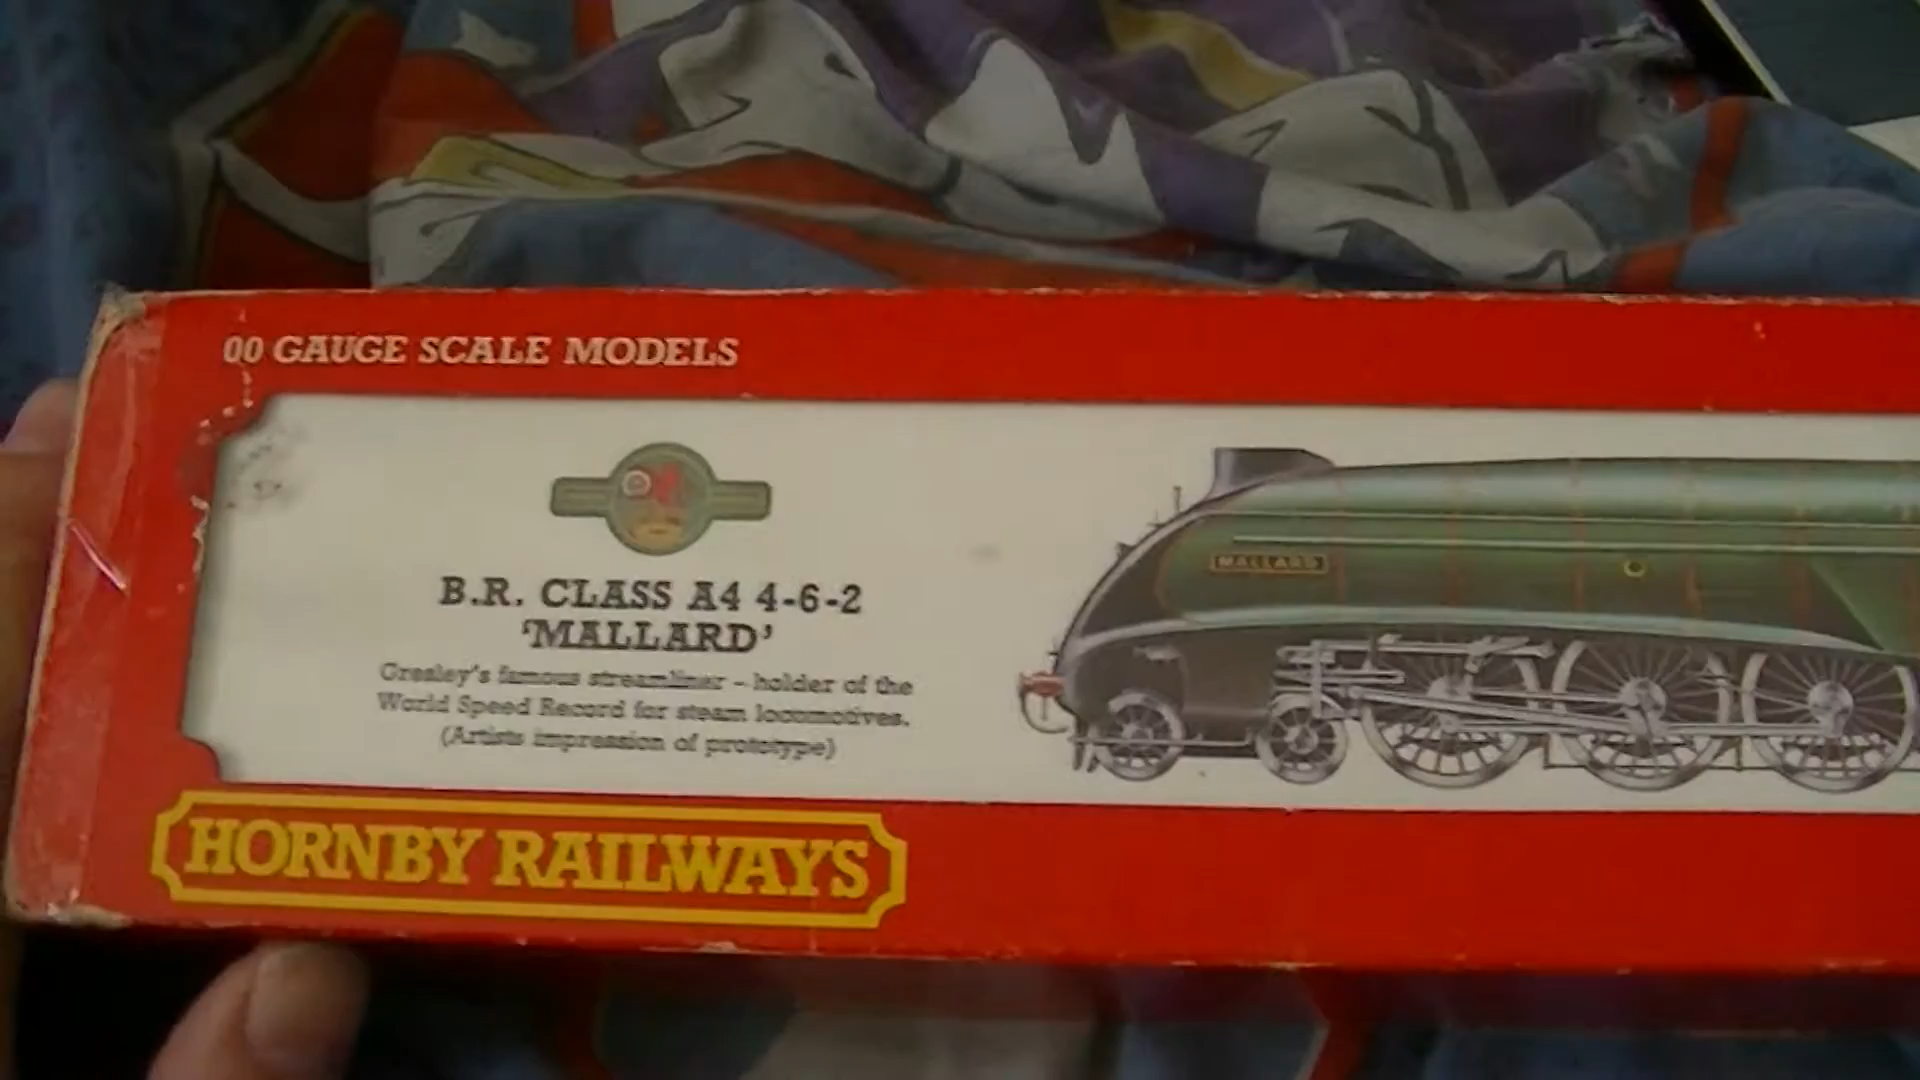 00 GAUGE SCALE MODELS
B.R. CLASS A4 4-6-2
'MALLARD'
Gresley's famous streamliner – holder of the
World Speed Record for steam locomotives.
(Artists impression of prototype)
MALLARD
HORNBY RAILWAYS